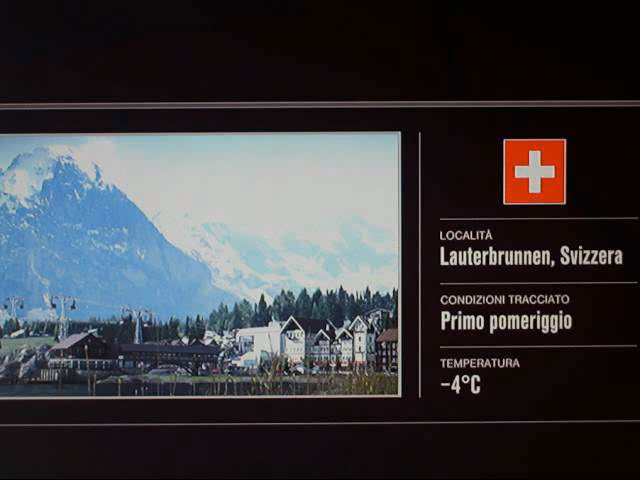 LOCALITÀ
Lauterbrunnen, Svizzera
CONDIZIONI TRACCIATO
Primo pomeriggio
TEMPERATURA
-4°C